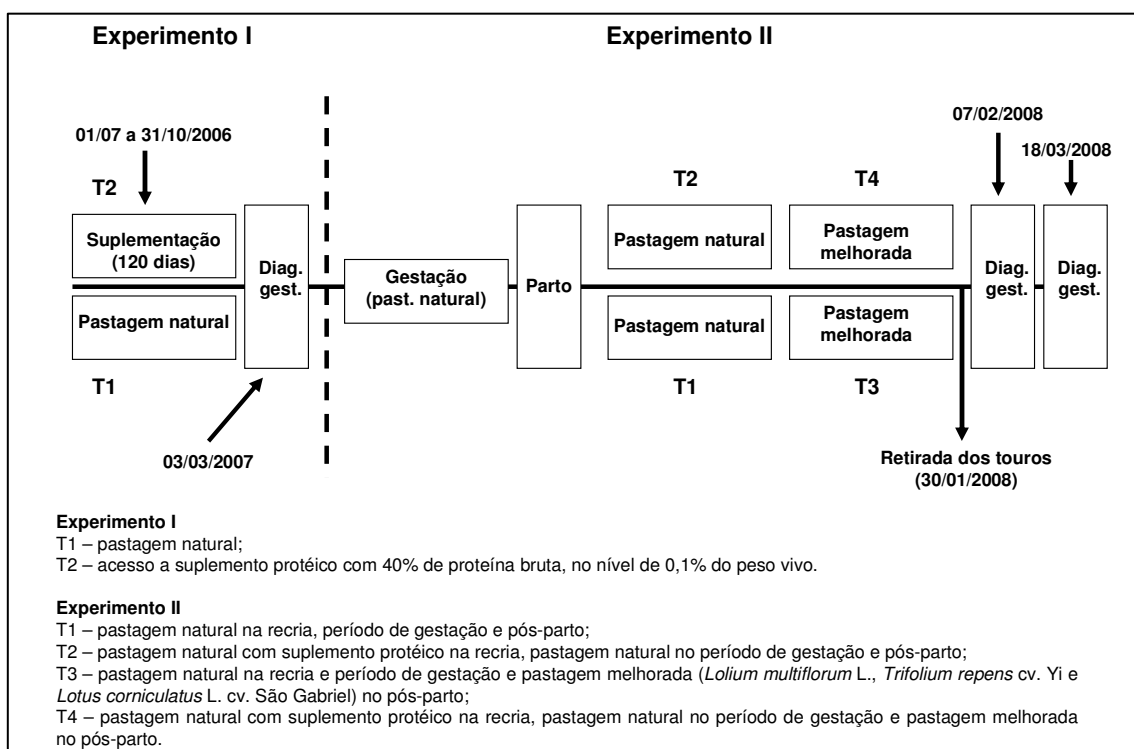 Experimento I
Experimento II
01/07 a 31/10/2006
07/02/2008
18/03/2008
T2
T2
T4
Suplementação
(120 dias)
Diag.
gest.
Pastagem natural
Gestação
(past. natural)
Parto
Pastagem natural
Pastagem
melhorada
Pastagem natural
Pastagem
melhorada
Diag.
gest.
Diag.
gest.
T1
T1
T3
03/03/2007
Retirada dos touros
(30/01/2008)
Experimento I
T1 – pastagem natural;
T2 – acesso a suplemento protéico com 40% de proteína bruta, no nível de 0,1% do peso vivo.
Experimento II
T1 – pastagem natural na recria, período de gestação e pós-parto;
T2 – pastagem natural com suplemento protéico na recria, pastagem natural no período de gestação e pós-parto;
T3 – pastagem natural na recria e período de gestação e pastagem melhorada (Lolium multiflorum L., Trifolium repens cv. Yi e
Lotus corniculatus L. cv. São Gabriel) no pós-parto;
T4 – pastagem natural com suplemento protéico na recria, pastagem natural no período de gestação e pastagem melhorada
no pós-parto.